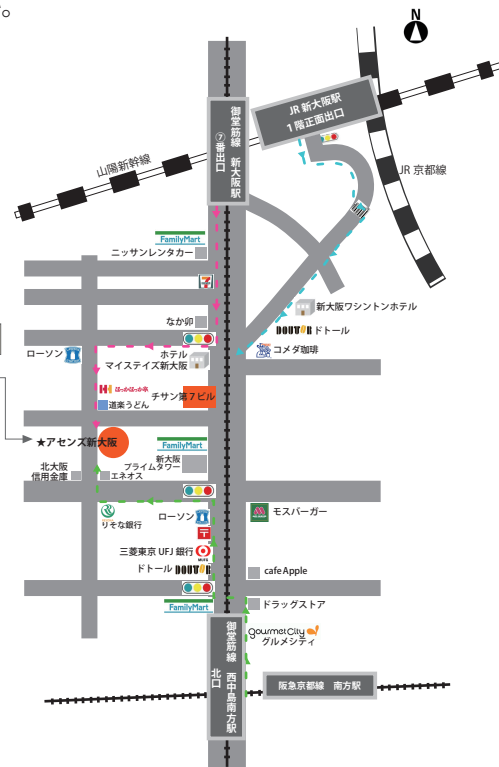 。
N
JR 新大阪駅
1階正面出口
御堂筋線 新大阪駅
⑦番出口
山陽新幹線
JR 京都線
FamilyMart
ニッサンレンタカー
7
なか卯
新大阪ワシントンホテル
DOUTOR ドトール
コメダ珈琲
ローソン
ホテル
マイステイズ新大阪
ほっかほっか亭
道楽うどん
チサン第7ビル
★アセンズ新大阪
FamilyMart
新大阪
プライムタワー
北大阪
信用金庫
エネオス
りそな銀行
ローソン
モスバーガー
三菱東京 UFJ 銀行
MUFG
ドトール DOUTOR
cafe Apple
FamilyMart
ドラッグストア
gourmetCity
グルメシティ
御堂筋線 西中島南方駅
北口
阪急京都線 南方駅